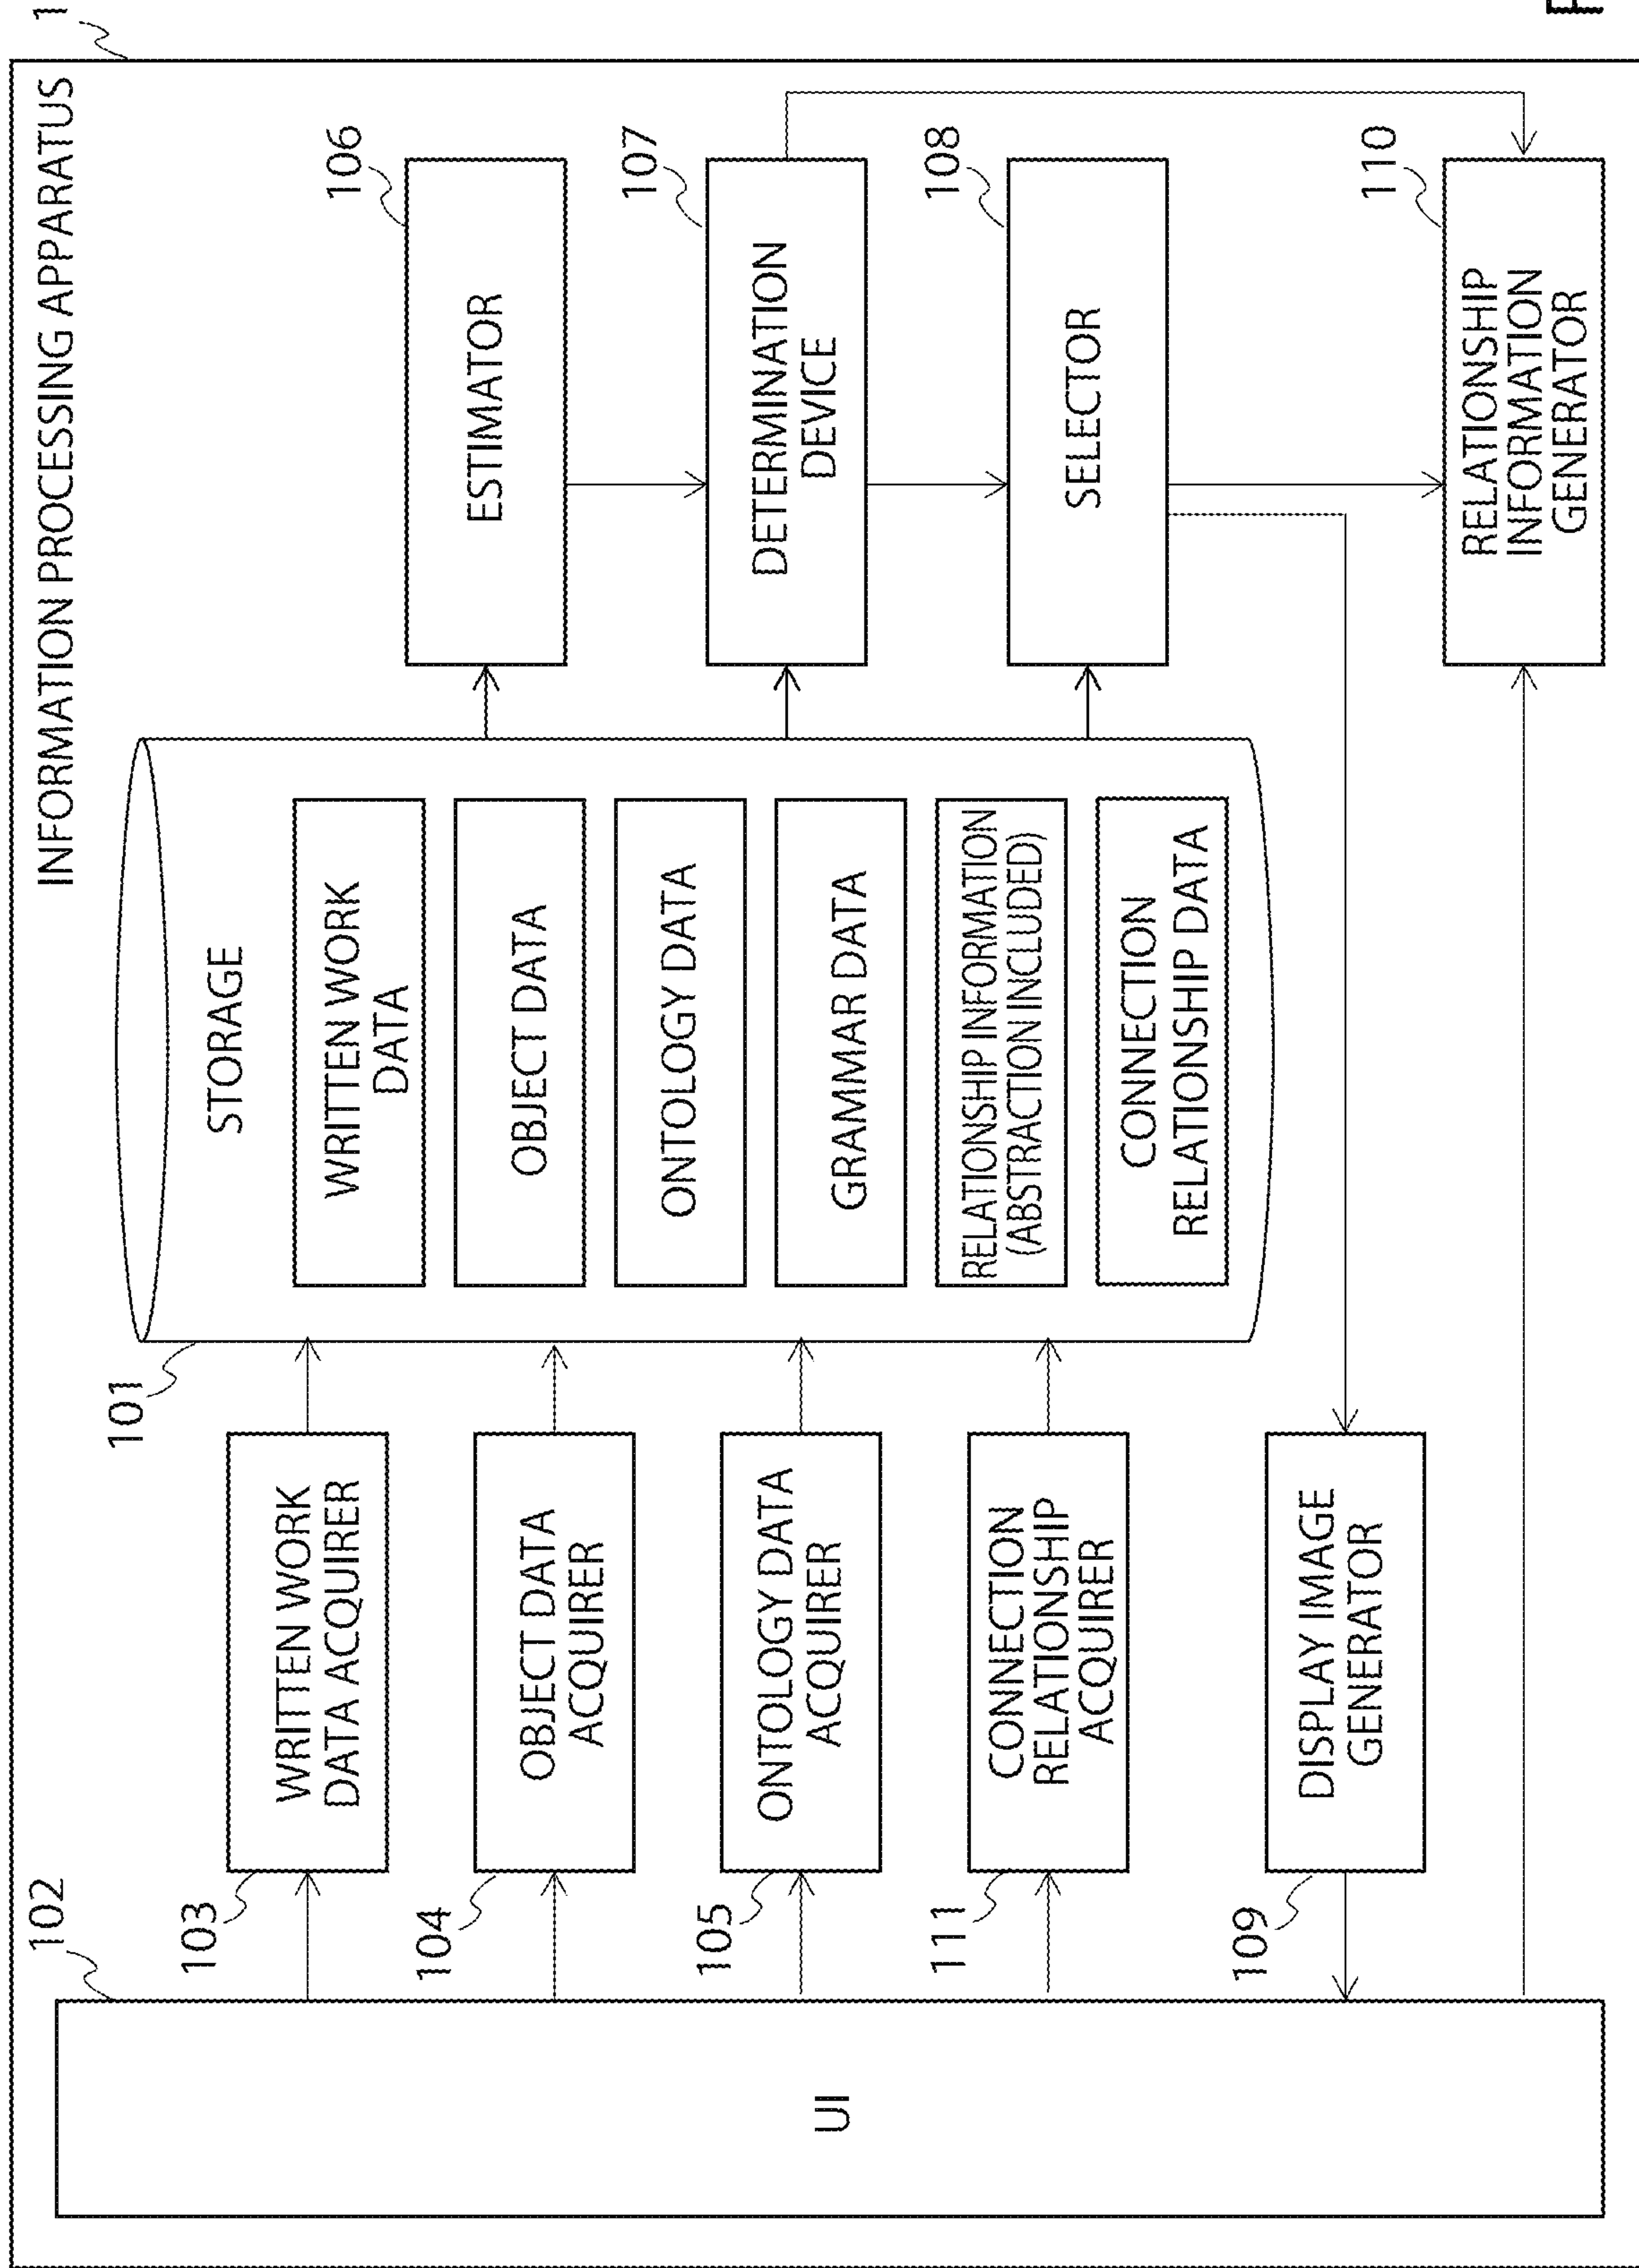 1
INFORMATION PROCESSING APPARATUS
102
UI
103
WRITTEN WORK
DATA ACQUIRER
104
OBJECT DATA
ACQUIRER
105
ONTOLOGY DATA
ACQUIRER
111
CONNECTION
RELATIONSHIP
ACQUIRER
109
DISPLAY IMAGE
GENERATOR
101
STORAGE
WRITTEN WORK
DATA
OBJECT DATA
ONTOLOGY DATA
GRAMMAR DATA
RELATIONSHIP INFORMATION
(ABSTRACTION INCLUDED)
CONNECTION
RELATIONSHIP DATA
106
ESTIMATOR
107
DETERMINATION
DEVICE
108
SELECTOR
110
RELATIONSHIP
INFORMATION
GENERATOR